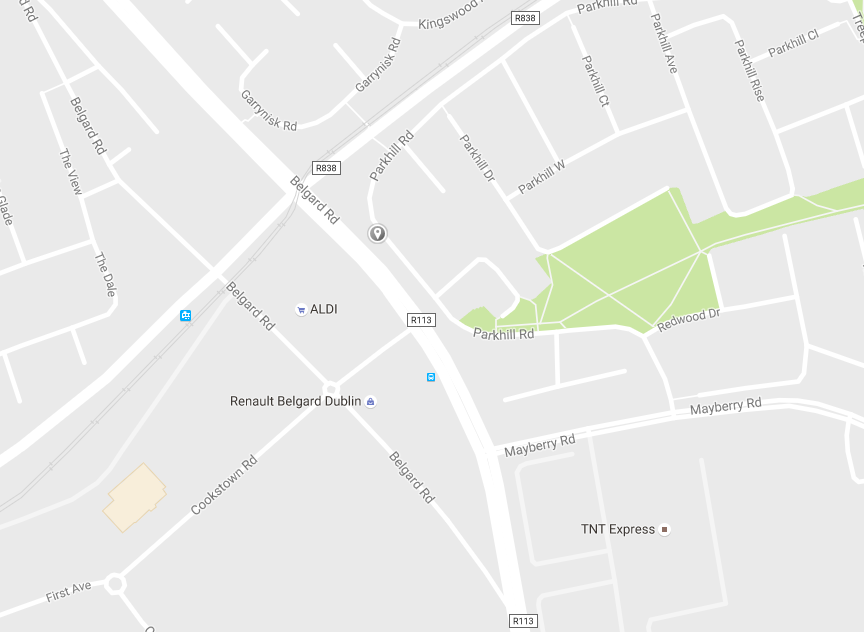 Kingswood
R838
Parkhill Rd
Parkhill Ave
Parkhill Cl
Parkhill Rise
Parkhill Ct
Garrynisk Rd
Garrynisk Rd
Belgard Rd
The View
Glade
The Dale
R838
Belgard Rd
Parkhill Rd
Parkhill Dr
Parkhill W
Belgard Rd
ALDI
R113
Parkhill Rd
Redwood Dr
Renault Belgard Dublin
Mayberry Rd
Mayberry Rd
Belgard Rd
Cookstown Rd
TNT Express
First Ave
R113